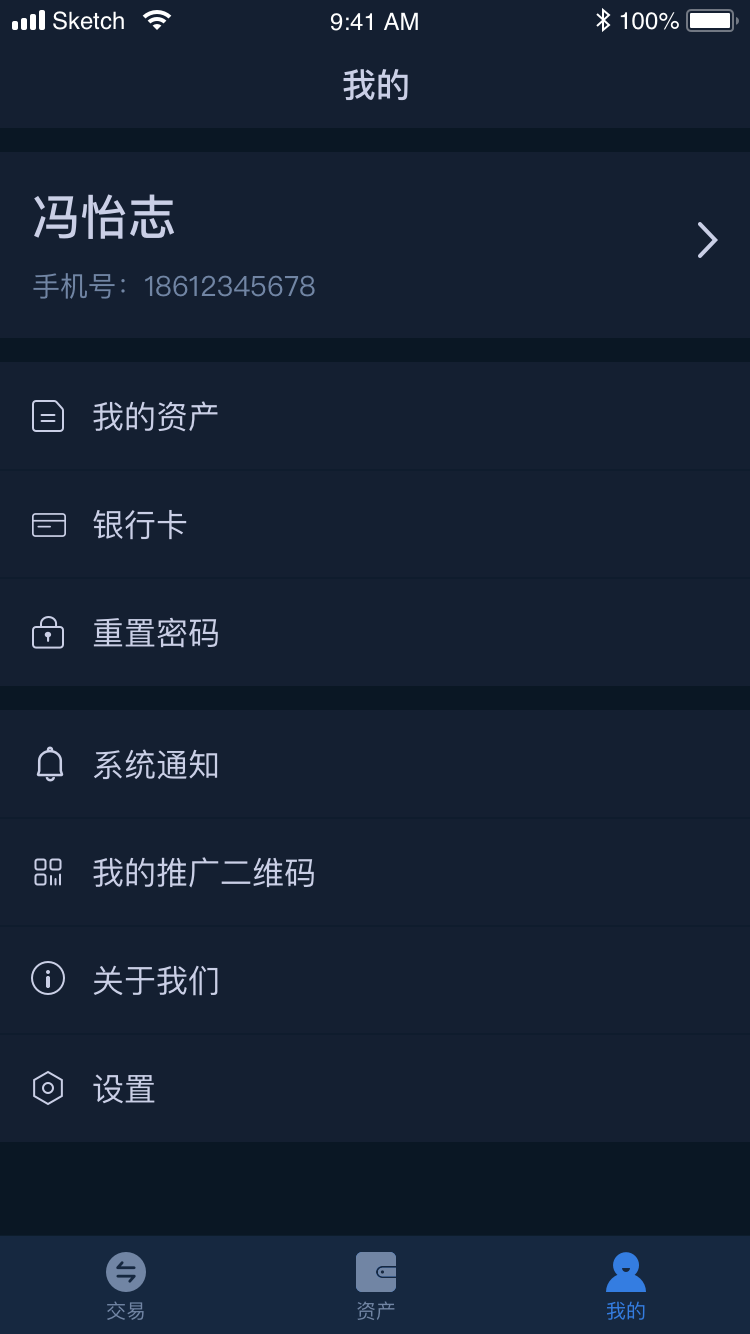 Sketch 9:41 AM 100%
我的
冯怡志
手机号：18612345678
我的资产
银行卡
重置密码
系统通知
我的推广二维码
关于我们
设置
交易 资产 我的